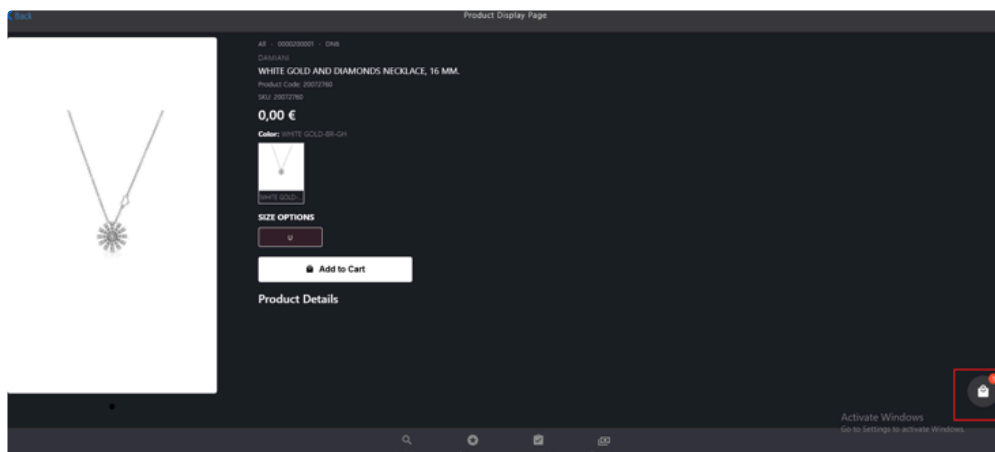 Back
Product Display Page
All · 0000200001 · DN6
DAMIANI
WHITE GOLD AND DIAMONDS NECKLACE, 16 MM.
Product Code: 20072760
SKU: 20072760
0,00 €
Color: WHITE GOLD-BR-GH
WHITE GOLD-...
SIZE OPTIONS
U
Add to Cart
Product Details
Activate Windows
Go to Settings to activate Windows.